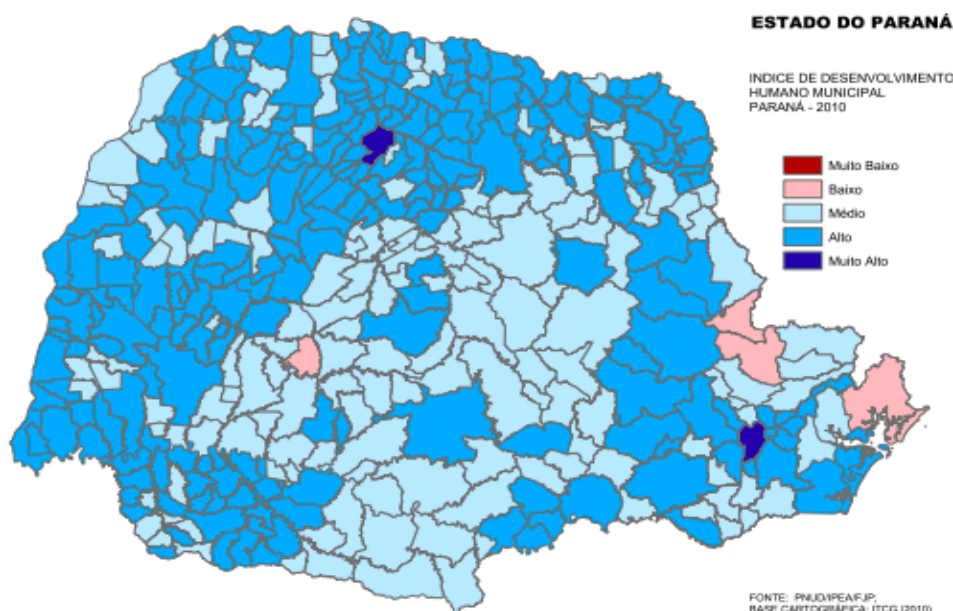 ESTADO DO PARANÁ
INDICE DE DESENVOLVIMENTO
HUMANO MUNICIPAL
PARANÁ - 2010
Muito Baixo
Baixo
Médio
Alto
Muito Alto
FONTE: PNUD/IPEA/FJP;
BASE CARTOGRÁFICA: ITCG (2010)